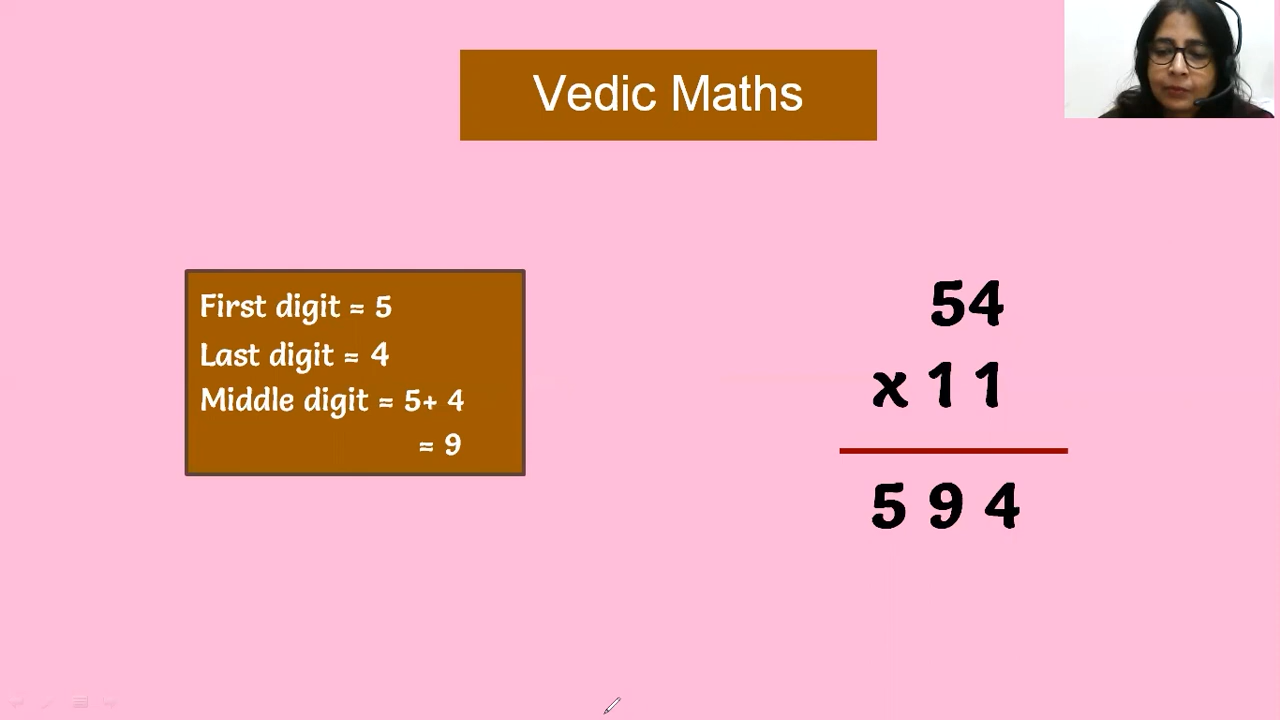 Vedic Maths
First digit = 5
Last digit = 4
Middle digit = 5+ 4
= 9
54
x 1 1
5 9 4